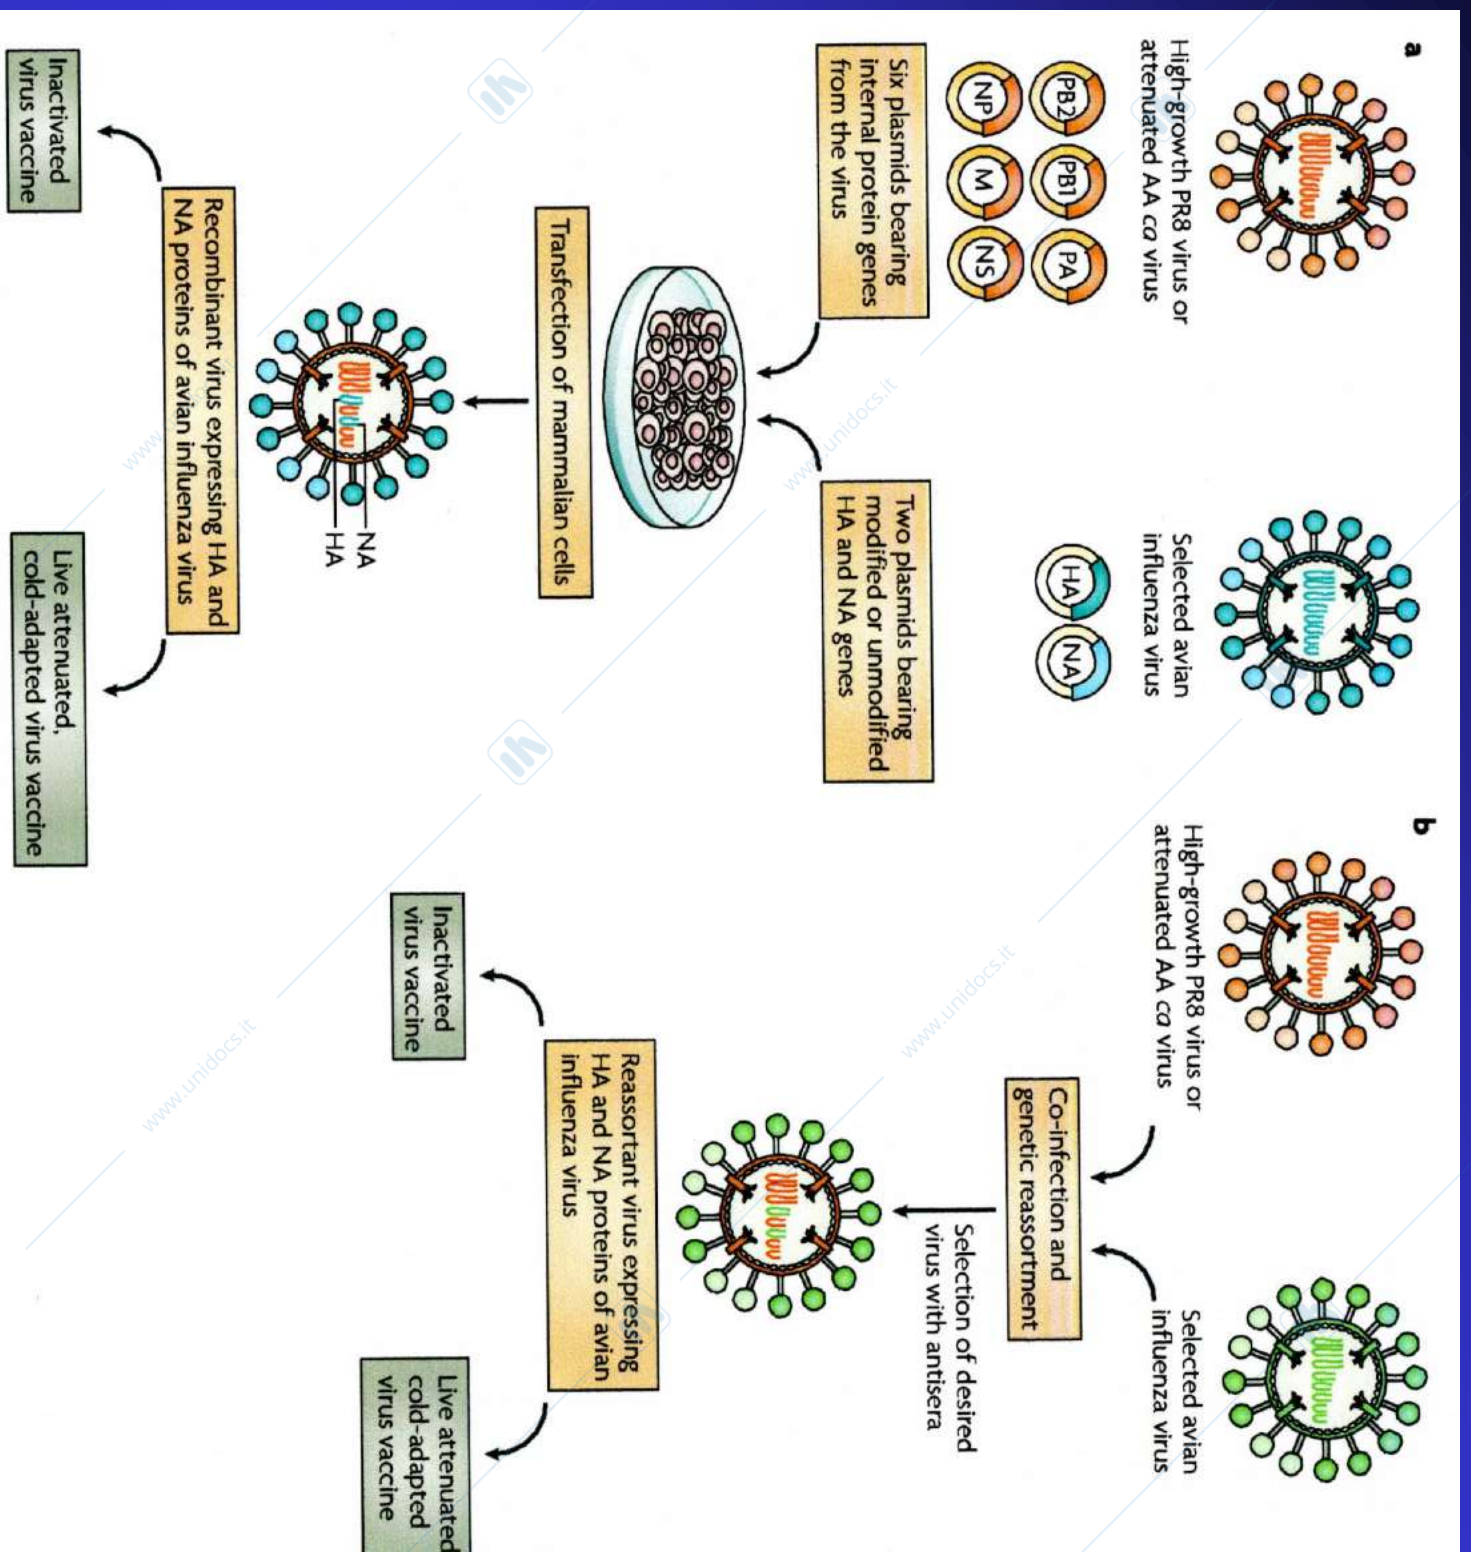 a
High-growth PR8 virus or
attenuated AA ca virus
PB2
PB1
PA
NP
M
NS
Six plasmids bearing
internal protein genes
from the virus
Selected avian
influenza virus
HA
NA
Two plasmids bearing
modified or unmodified
HA and NA genes
Transfection of mammalian cells
NA
HA
Recombinant virus expressing HA and
NA proteins of avian influenza virus
Inactivated
virus vaccine
Live attenuated,
cold-adapted virus vaccine
b
High-growth PR8 virus or
attenuated AA ca virus
Selected avian
influenza virus
Co-infection and
genetic reassortment
Selection of desired
virus with antisera
Reassortant virus expressing
HA and NA proteins of avian
influenza virus
Inactivated
virus vaccine
Live attenuated
cold-adapted
virus vaccine
www.unidocs.it
www.unidocs.it
www.unidocs.it